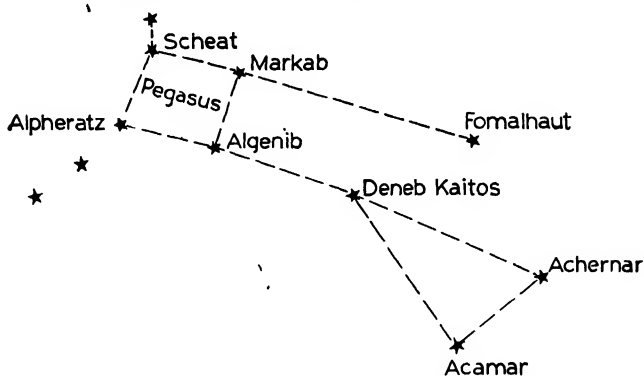 Scheat
Markab
Pegasus
Alpheratz
Algenib
Fomalhaut
Deneb Kaitos
Achernar
Acamar